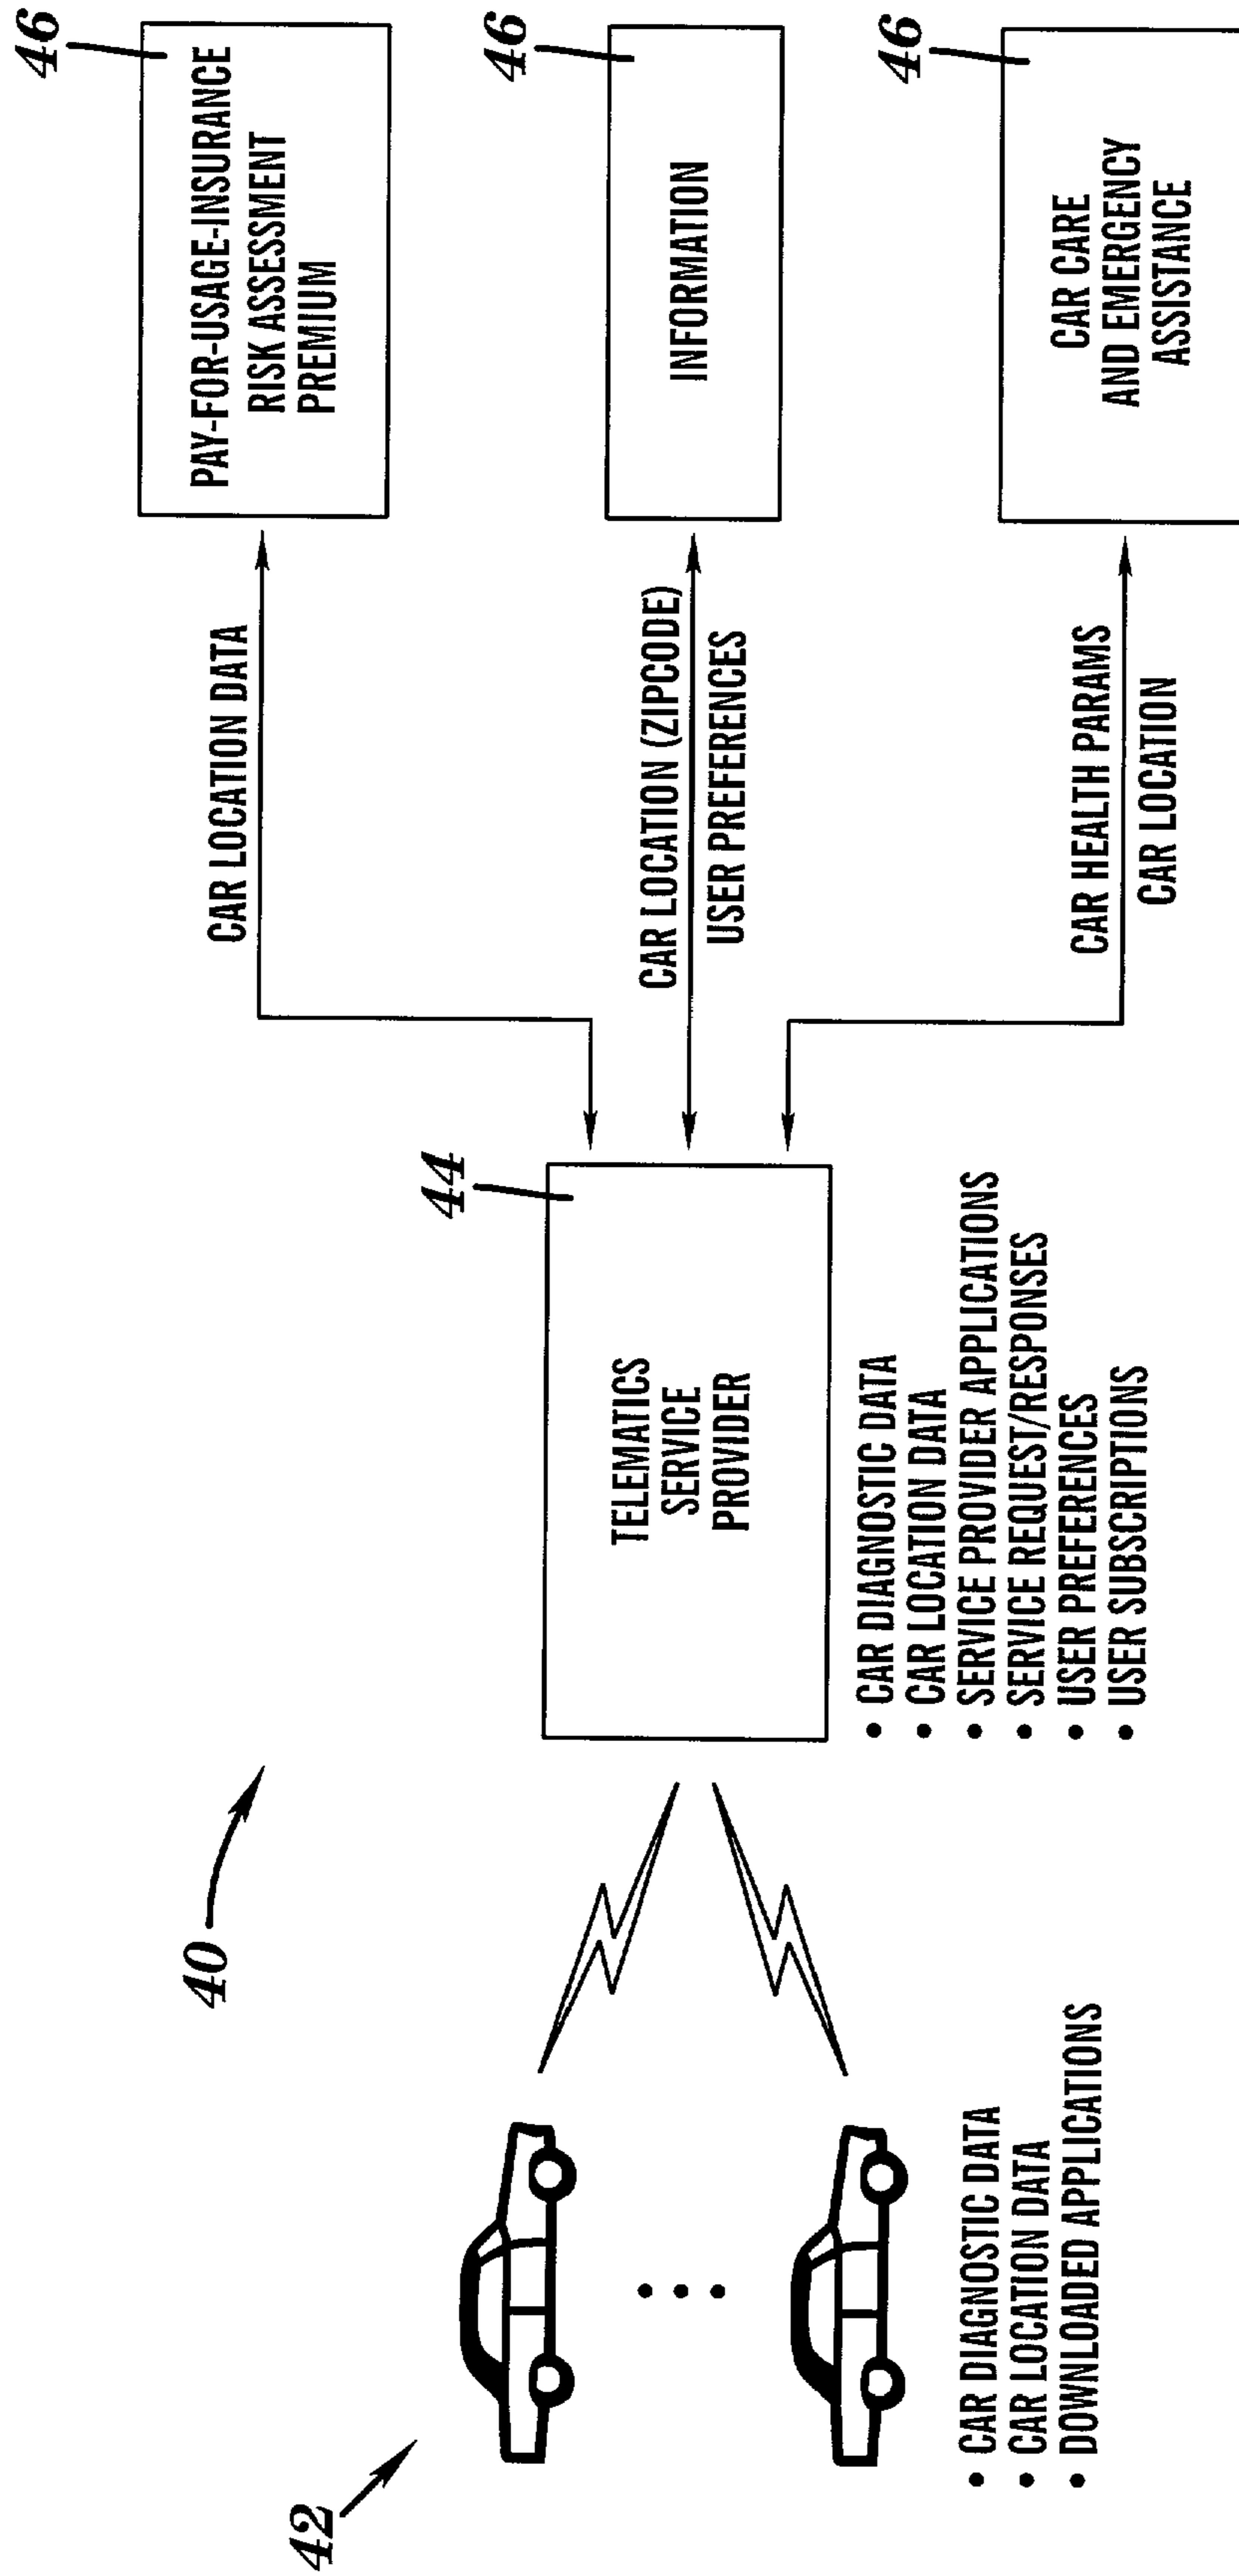 40
42
• CAR DIAGNOSTIC DATA
• CAR LOCATION DATA
• DOWNLOADED APPLICATIONS
44
TELEMATICS
SERVICE
PROVIDER
• CAR DIAGNOSTIC DATA
• CAR LOCATION DATA
• SERVICE PROVIDER APPLICATIONS
• SERVICE REQUEST/RESPONSES
• USER PREFERENCES
• USER SUBSCRIPTIONS
CAR LOCATION DATA
CAR LOCATION (ZIPCODE)
USER PREFERENCES
CAR HEALTH PARAMS
CAR LOCATION
46
PAY-FOR-USAGE-INSURANCE
RISK ASSESSMENT
PREMIUM
46
INFORMATION
46
CAR CARE
AND EMERGENCY
ASSISTANCE